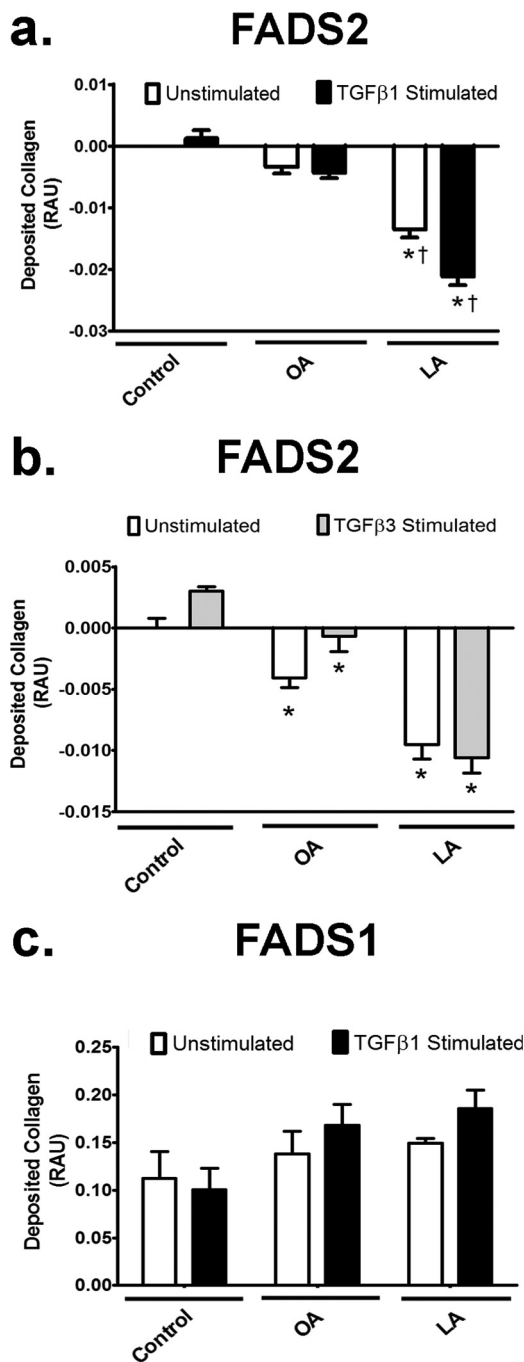 a. FADS2
Unstimulated TGFβ1 Stimulated
Deposited Collagen
(RAU)
0.01
0.00
-0.01
-0.02
-0.03
*†
*†
Control OA LA
b. FADS2
Unstimulated TGFβ3 Stimulated
Deposited Collagen
(RAU)
0.005
0.000
-0.005
-0.010
-0.015
*
*
*
*
Control OA LA
c. FADS1
Unstimulated TGFβ1 Stimulated
Deposited Collagen
(RAU)
0.25
0.20
0.15
0.10
0.05
0.00
Control OA LA